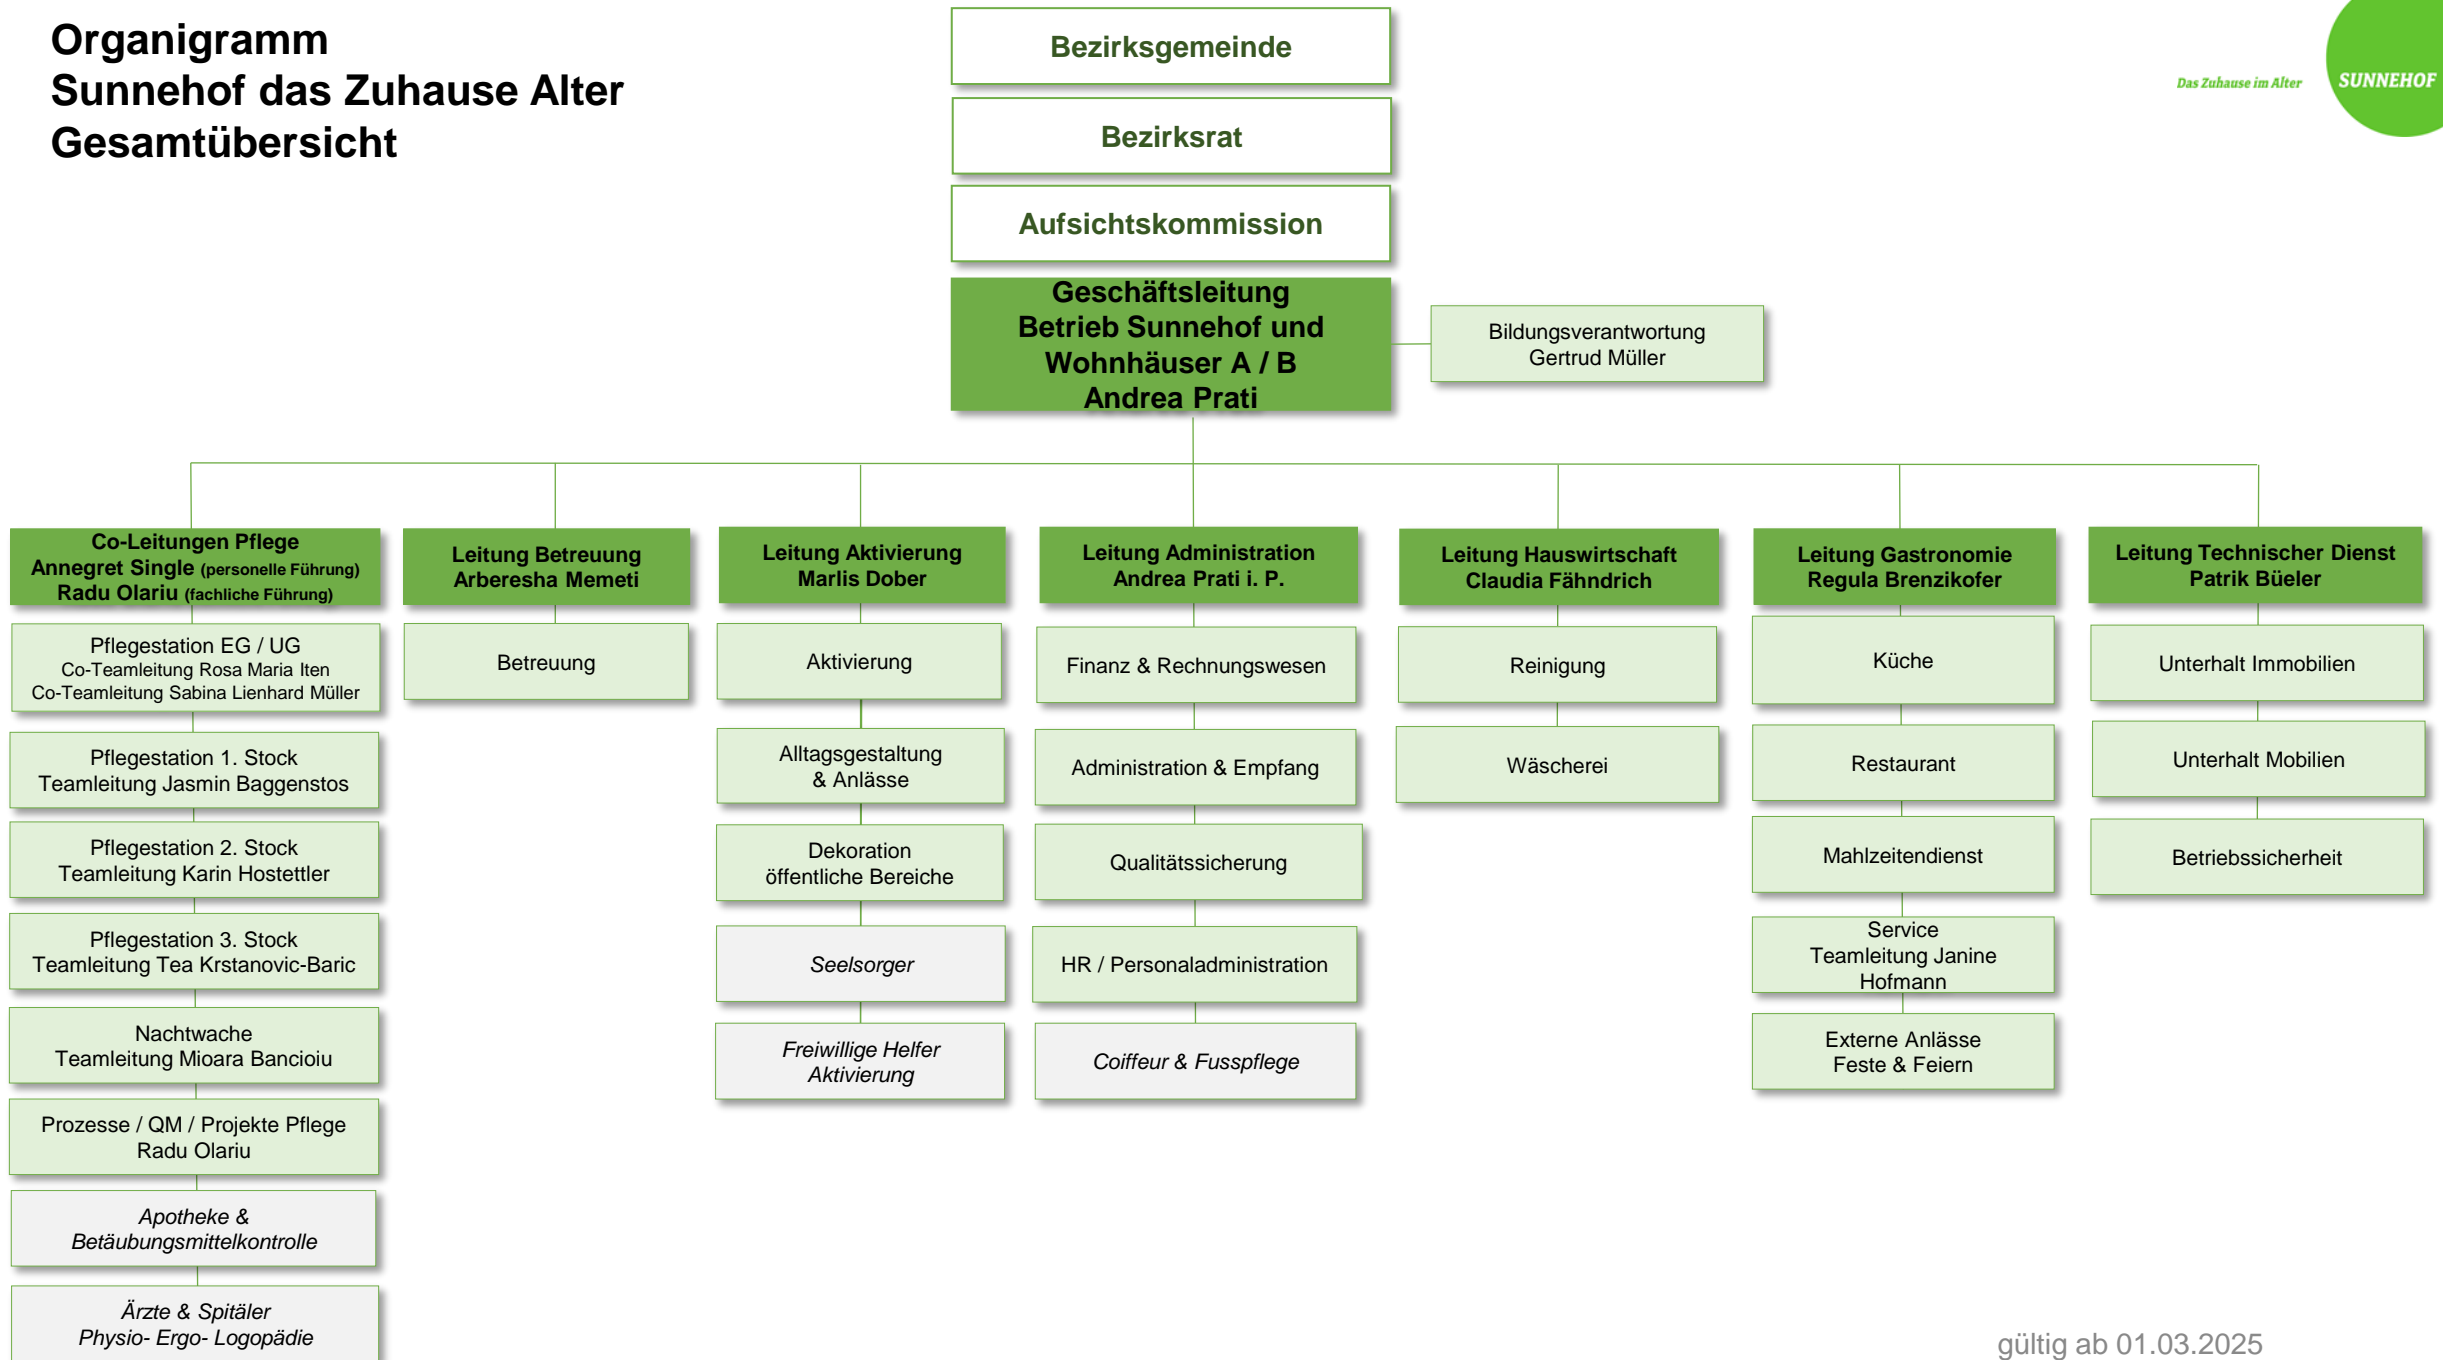 Organigramm
Sunnehof das Zuhause Alter
Gesamtübersicht
Bezirksgemeinde
Bezirksrat
Aufsichtskommission
Das Zuhause im Alter
SUNNEHOF
Geschäftsleitung
Betrieb Sunnehof und
Wohnhäuser A / B
Andrea Prati
Bildungsverantwortung
Gertrud Müller
Co-Leitungen Pflege
Annegret Single (personelle Führung)
Radu Olariu (fachliche Führung)
Pflegestation EG / UG
Co-Teamleitung Rosa Maria Iten
Co-Teamleitung Sabina Lienhard Müller
Pflegestation 1. Stock
Teamleitung Jasmin Baggenstos
Pflegestation 2. Stock
Teamleitung Karin Hostettler
Pflegestation 3. Stock
Teamleitung Tea Krstanovic-Baric
Nachtwache
Teamleitung Mioara Bancioiu
Prozesse / QM / Projekte Pflege
Radu Olariu
Apotheke &
Betäubungsmittelkontrolle
Ärzte & Spitäler
Physio- Ergo- Logopädie
Leitung Betreuung
Arberesha Memeti
Betreuung
Leitung Aktivierung
Marlis Dober
Aktivierung
Alltagsgestaltung
& Anlässe
Dekoration
öffentliche Bereiche
Seelsorger
Freiwillige Helfer
Aktivierung
Leitung Administration
Andrea Prati i. P.
Finanz & Rechnungswesen
Administration & Empfang
Qualitätssicherung
HR / Personaladministration
Coiffeur & Fusspflege
Leitung Hauswirtschaft
Claudia Fähndrich
Reinigung
Wäscherei
Leitung Gastronomie
Regula Brenzikofer
Küche
Restaurant
Mahlzeitendienst
Service
Teamleitung Janine
Hofmann
Externe Anlässe
Feste & Feiern
Leitung Technischer Dienst
Patrik Büeler
Unterhalt Immobilien
Unterhalt Mobilien
Betriebssicherheit
gültig ab 01.03.2025